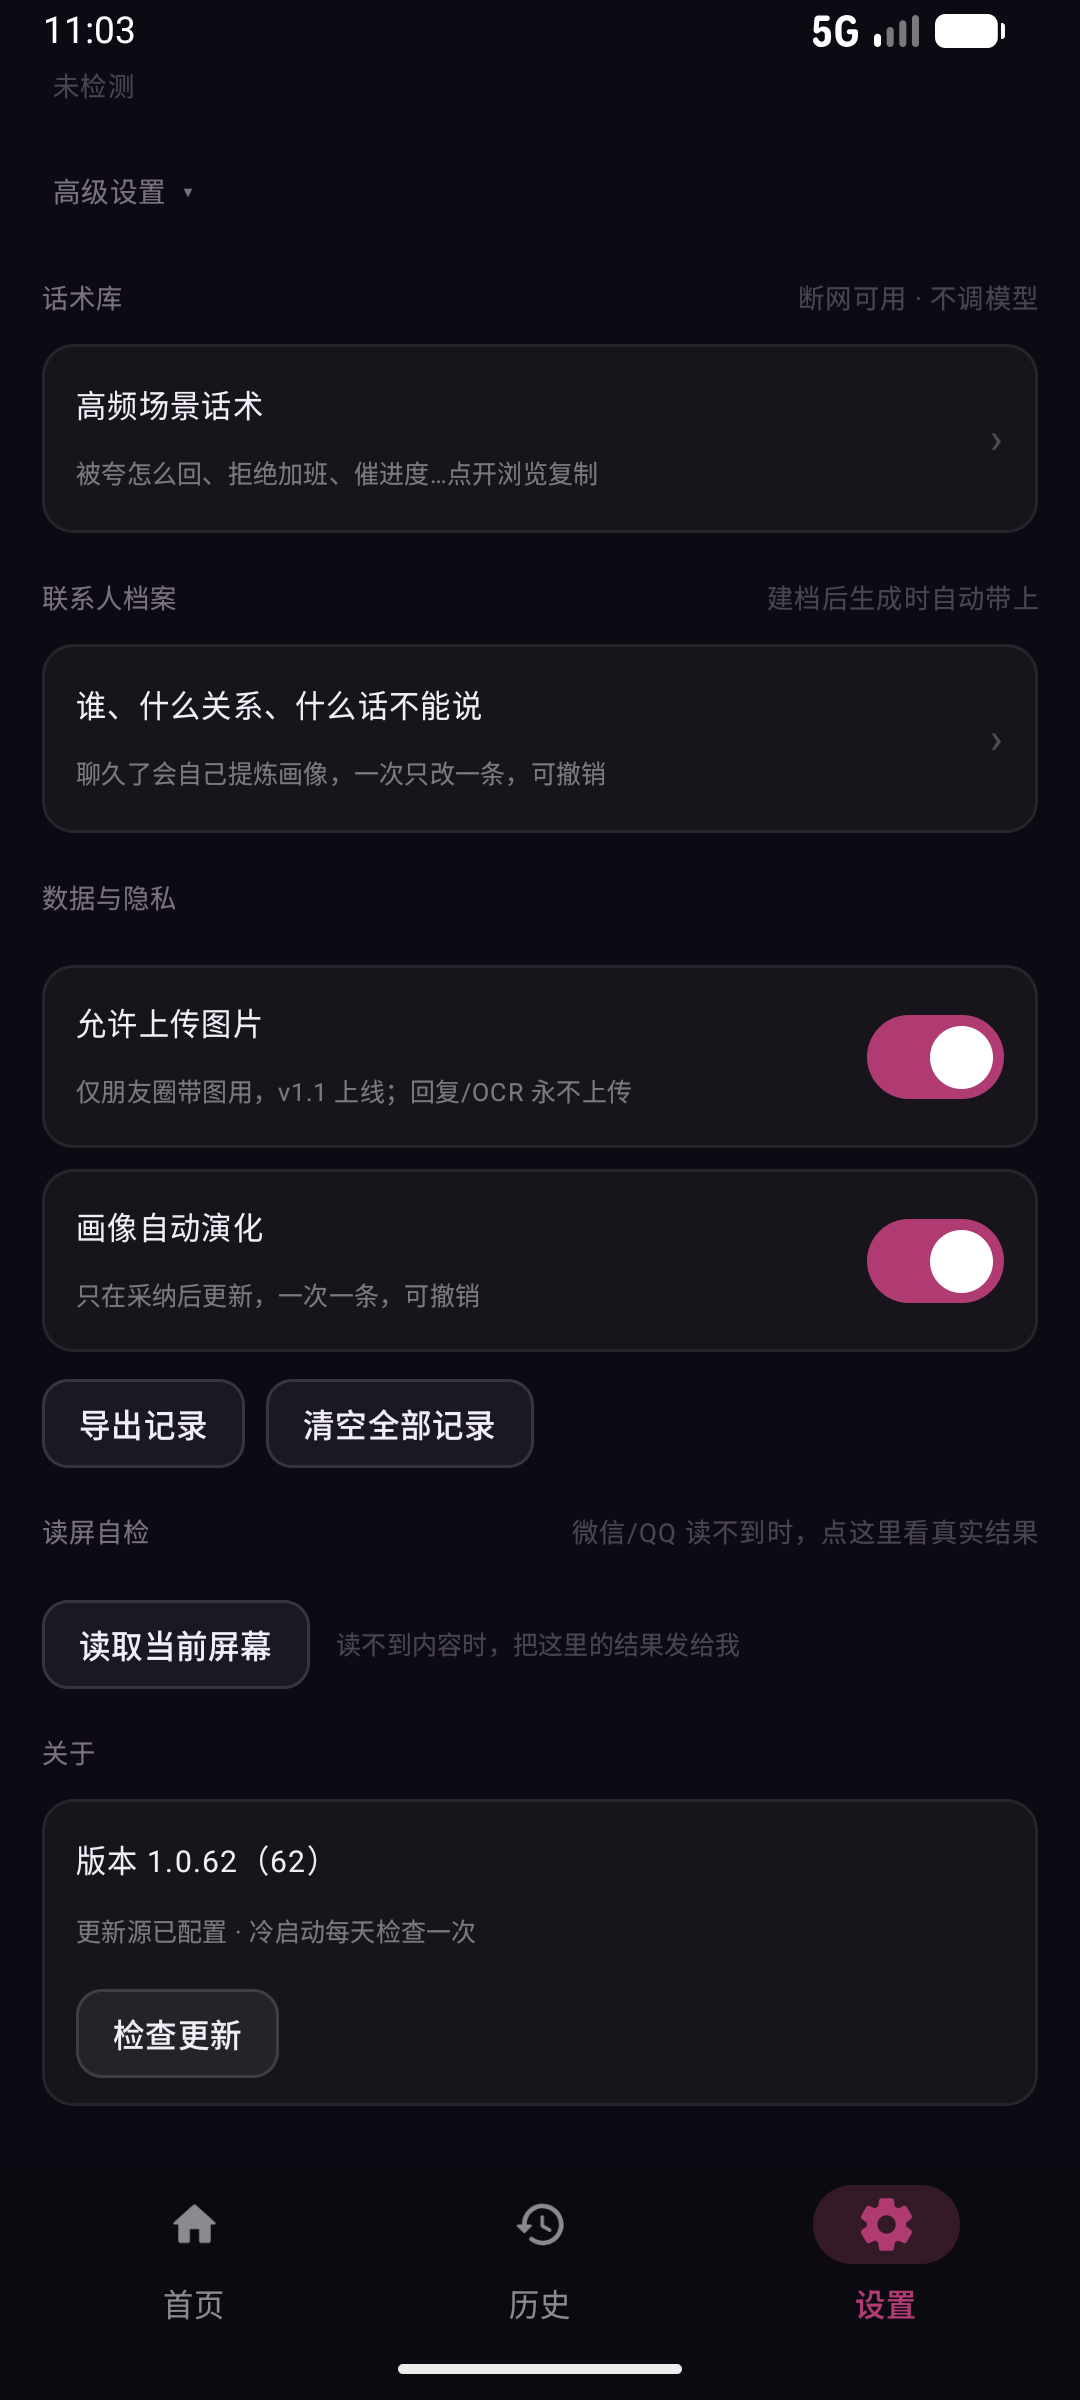 11:03 5G
未检测
高级设置 ▾
话术库 断网可用 · 不调模型
高频场景话术
被夸怎么回、拒绝加班、催进度…点开浏览复制
联系人档案 建档后生成时自动带上
谁、什么关系、什么话不能说
聊久了会自己提炼画像，一次只改一条，可撤销
数据与隐私
允许上传图片
仅朋友圈带图用，v1.1 上线；回复/OCR 永不上传
画像自动演化
只在采纳后更新，一次一条，可撤销
导出记录 清空全部记录
读屏自检 微信/QQ 读不到时，点这里看真实结果
读取当前屏幕 读不到内容时，把这里的结果发给我
关于
版本 1.0.62（62）
更新源已配置 · 冷启动每天检查一次
检查更新
首页 历史 设置